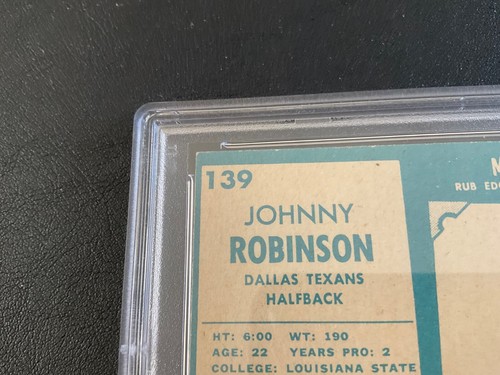 139
JOHNNY
ROBINSON
DALLAS TEXANS
HALFBACK
HT: 6:00 WT: 190
AGE: 22 YEARS PRO: 2
COLLEGE: LOUISIANA STATE
RUB